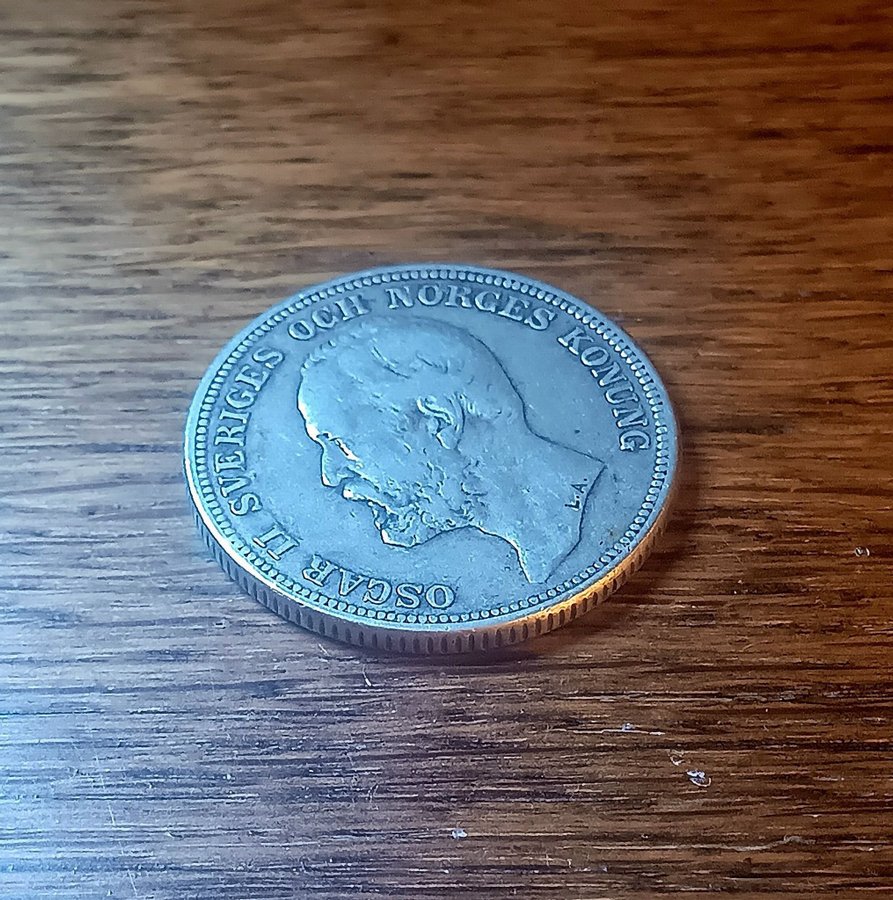 OSCAR II SVERIGES OCH NORGES KONUNG
L.A.